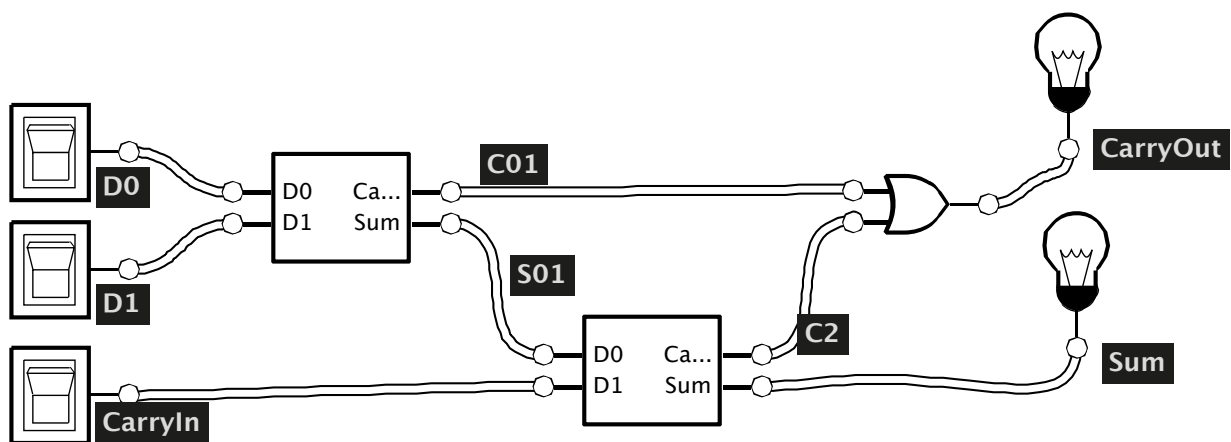 D0
D1
CarryIn
D0 Ca...
D1 Sum
C01
S01
D0 Ca...
D1 Sum
C2
CarryOut
Sum